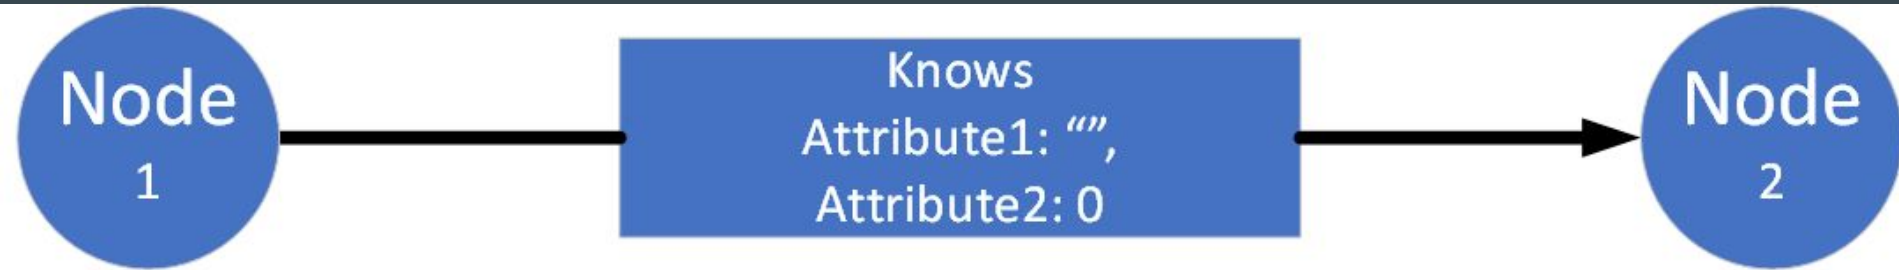 Node
1
Knows
Attribute1: “”,
Attribute2: 0
Node
2